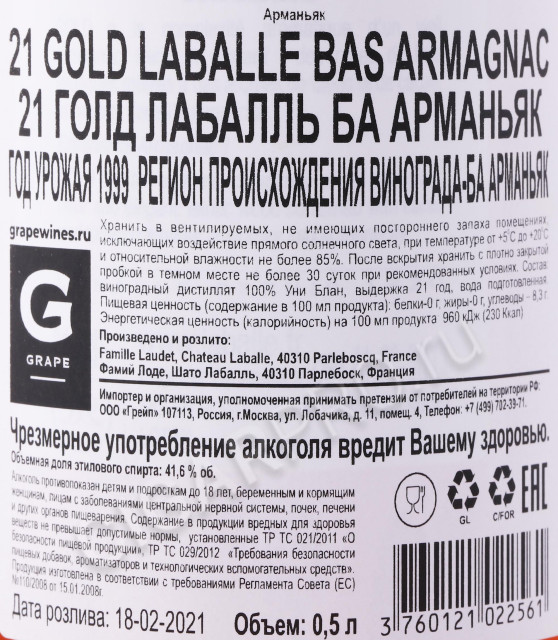 Арманьяк
21 GOLD LABALLE BAS ARMAGNAC
21 ГОЛД ЛАБАЛЛЬ БА АРМАНЬЯК
ГОД УРОЖАЯ 1999 РЕГИОН ПРОИСХОЖДЕНИЯ ВИНОГРАДА-БА АРМАНЬЯК
grapewines.ru
G
GRAPE
Хранить в вентилируемых, не имеющих постороннего запаха помещениях,
исключающих воздействие прямого солнечного света, при температуре от +5°С до +20°С
и относительной влажности не более 85%. После вскрытия хранить с плотно закрытой
пробкой в темном месте не более 30 суток при рекомендованных условиях. Состав:
виноградный дистиллят 100% Уни Блан, выдержка 21 год, вода подготовленная
Пищевая ценность (содержание в 100 мл продукта): белки-0 г, жиры-0 г, углеводы - 8,3г
Энергетическая ценность (калорийность) на 100 мл продукта 960 кДж (230 Ккал)
Произведено и розлито:
Famille Laudet, Chateau Laballe, 40310 Parleboscq, France
Фамий Лоде, Шато Лабалль, 40310 Парлебоск, Франция
Импортер и организация, уполномоченная принимать претензии от потребителей на территории РФ:
ООО «Грейп» 107113, Россия, г.Москва, ул. Лобачика, д. 11, помещ. 4, Телефон: +7 (499) 702-39-71.
Чрезмерное употребление алкоголя вредит Вашему здоровью.
Объемная доля этилового спирта: 41,6 % об.
Алкоголь противопоказан детям и подросткам до 18 лет, беременным и кормящим
женщинам, лицам с заболеваниями центральной нервной системы, почек, печени
и других органов пищеварения. Содержание в продукции вредных для здоровья
веществ не превышает допустимые нормы, установленные ТР ТС 021/2011 «О
безопасности пищевой продукции», ТР ТС 029/2012 «Требования безопасности
пищевых добавок, ароматизаторов и технологических вспомогательных средств».
Продукция изготовлена в соответствии с требованиями Регламента Совета (ЕС)
№110/2008 от 15.01.2008г.
GL
C/FOR
EAC
Дата розлива: 18-02-2021 Объем: 0,5 л
3 760121 022561